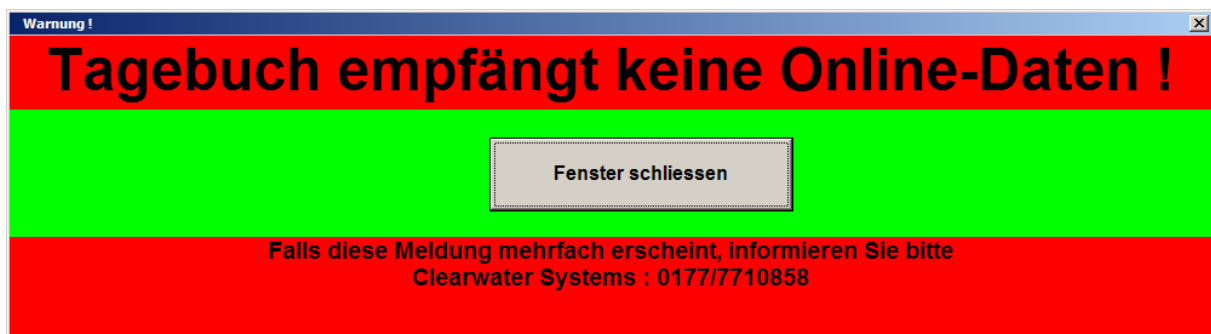 Warnung !
Tagebuch empfängt keine Online-Daten !
Fenster schliessen
Falls diese Meldung mehrfach erscheint, informieren Sie bitte
Clearwater Systems : 0177/7710858